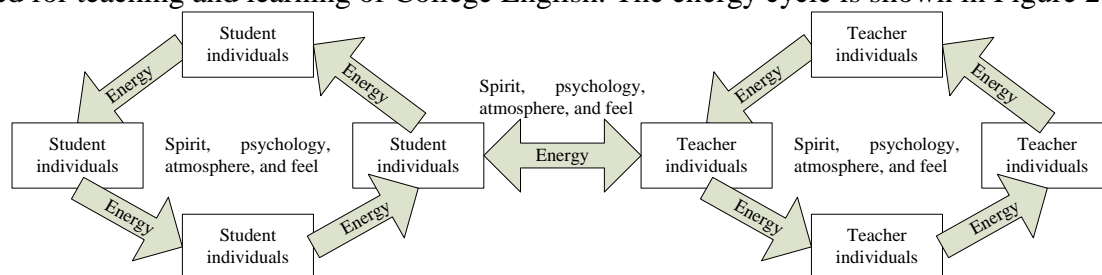 ed for teaching and learning of College English. The energy cycle is shown in Figure 2
Student
individuals
Energy
Energy
Student
individuals
Spirit, psychology,
atmosphere, and feel
Student
individuals
Energy
Energy
Student
individuals
Spirit, psychology,
atmosphere, and feel
Energy
Teacher
individuals
Energy
Energy
Teacher
individuals
Spirit, psychology,
atmosphere, and feel
Teacher
individuals
Energy
Energy
Teacher
individuals